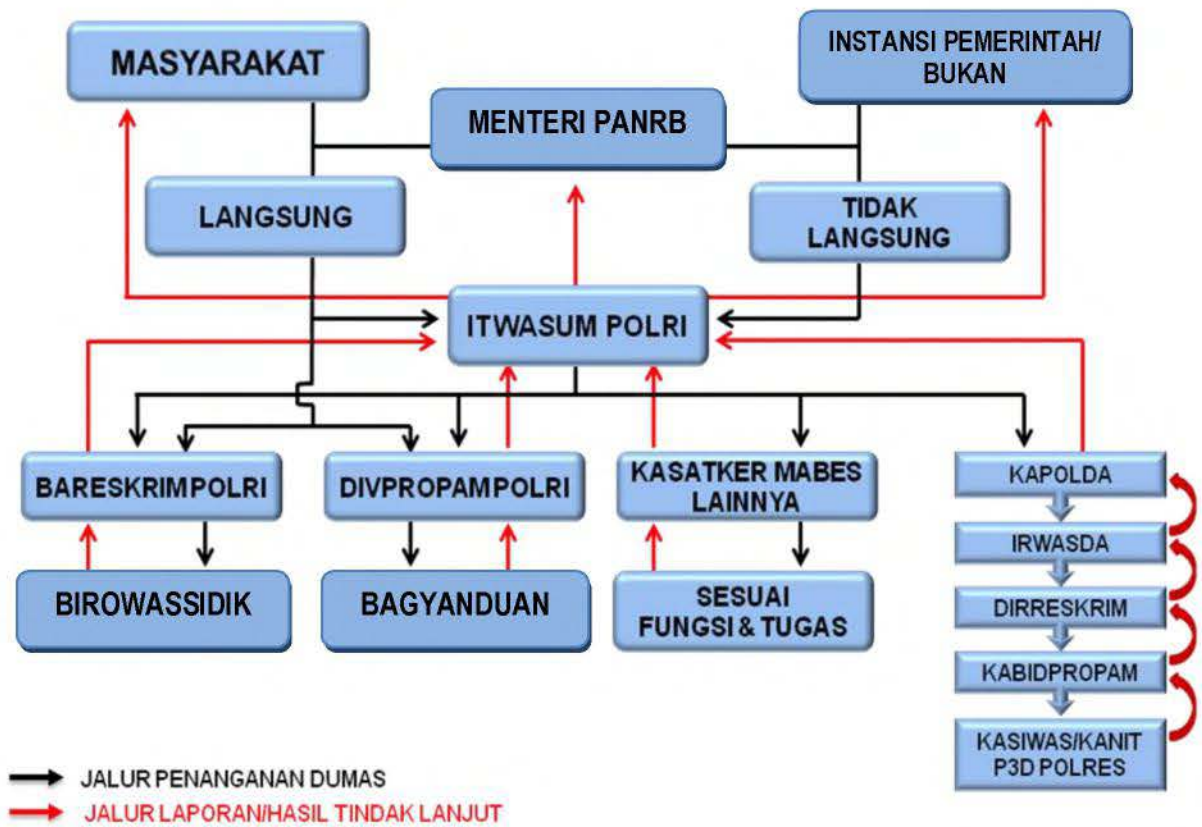 MASYARAKAT
INSTANSI PEMERINTAH/
BUKAN
MENTERI PANRB
LANGSUNG
TIDAK
LANGSUNG
ITWASUM POLRI
BARESKRIMPOLRI
DIVPROPAMPOLRI
KASATKER MABES
LAINNYA
KAPOLDA
IRWASDA
BIROWASSIDIK
BAGYANDUAN
SESUAI
FUNGSI & TUGAS
DIRRESKRIM
KABIDPROPAM
KASIWAS/KANIT
P3D POLRES
JALUR PENANGANAN DUMAS
JALUR LAPORAN/HASIL TINDAK LANJUT